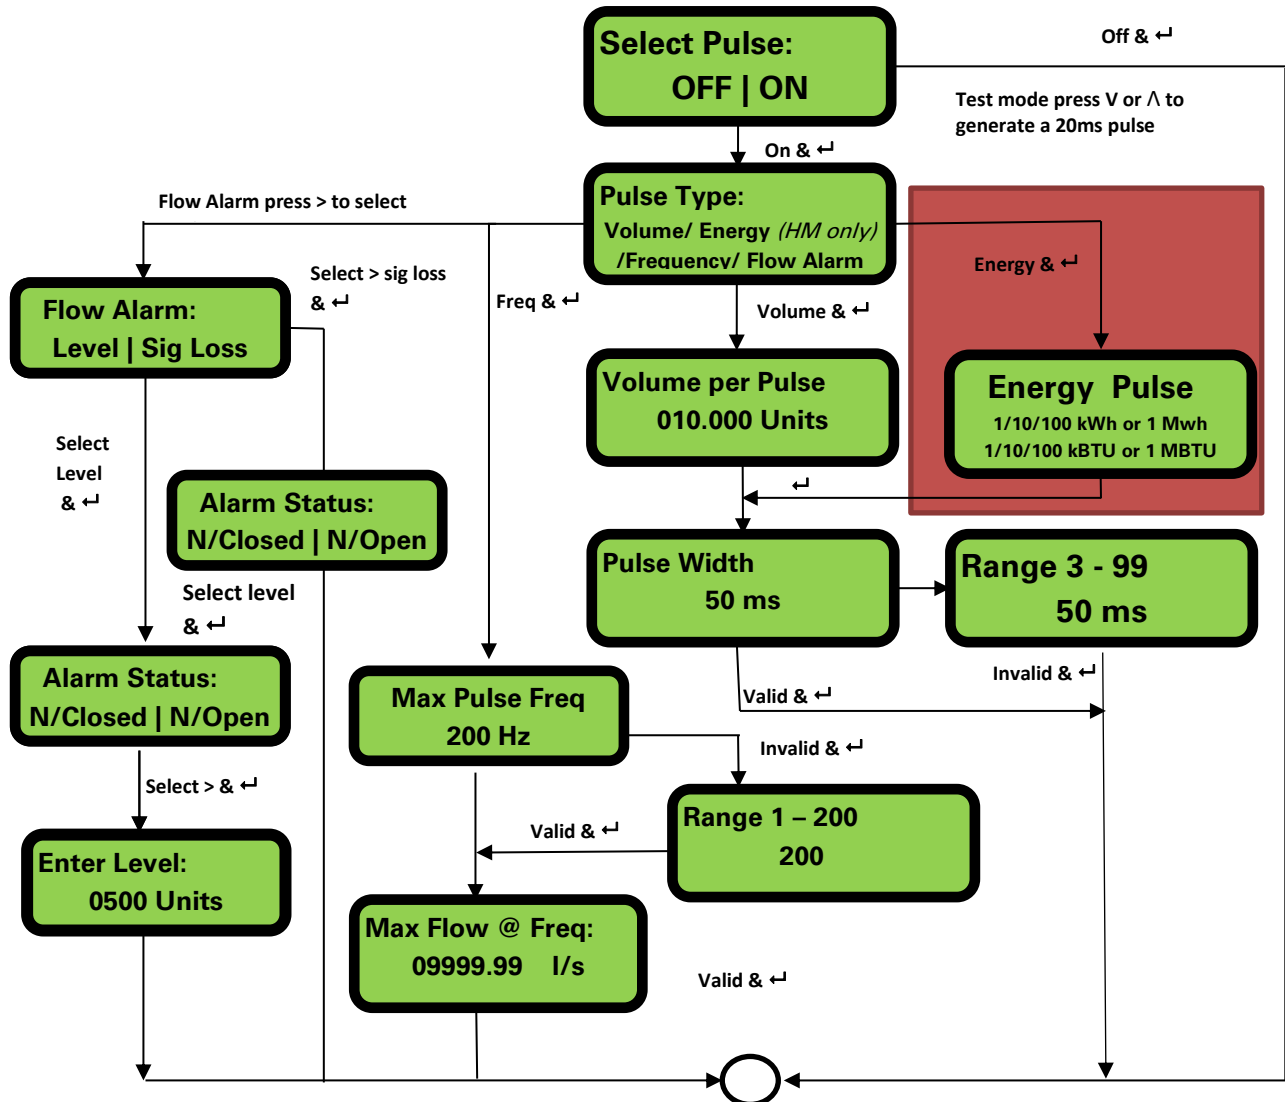 Select Pulse:
OFF | ON
Off & ↵
Test mode press V or Λ to
generate a 20ms pulse
On & ↵
Flow Alarm press > to select
Pulse Type:
Volume/ Energy (HM only)
/Frequency/ Flow Alarm
Energy & ↵
Select > sig loss
& ↵
Freq & ↵
Volume & ↵
Flow Alarm:
Level | Sig Loss
Volume per Pulse
010.000 Units
Energy Pulse
1/10/100 kWh or 1 Mwh
1/10/100 kBTU or 1 MBTU
Select
Level
& ↵
↵
Alarm Status:
N/Closed | N/Open
Pulse Width
50 ms
Range 3 - 99
50 ms
Select level
& ↵
Alarm Status:
N/Closed | N/Open
Max Pulse Freq
200 Hz
Valid & ↵
Invalid & ↵
Invalid & ↵
Select > & ↵
Range 1 – 200
200
Valid & ↵
Enter Level:
0500 Units
Max Flow @ Freq:
09999.99 l/s
Valid & ↵